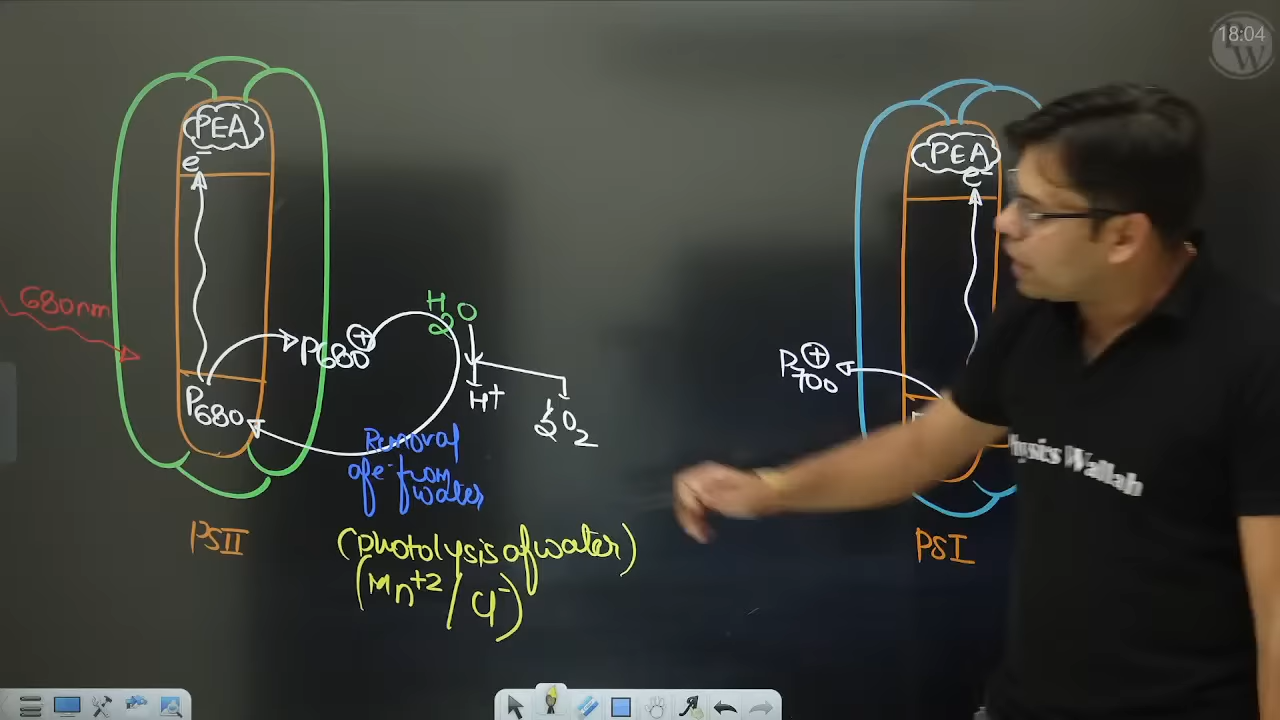 18:04
PEA
e⁻
PEA
e⁻
680nm
H₂O
P680⊕
P⊕700
H+
½O₂
P680
Removal
of e⁻ from
water
PSII
(photolysis of water)
(Mn+2/Cl⁻)
PSI
Physics Wallah